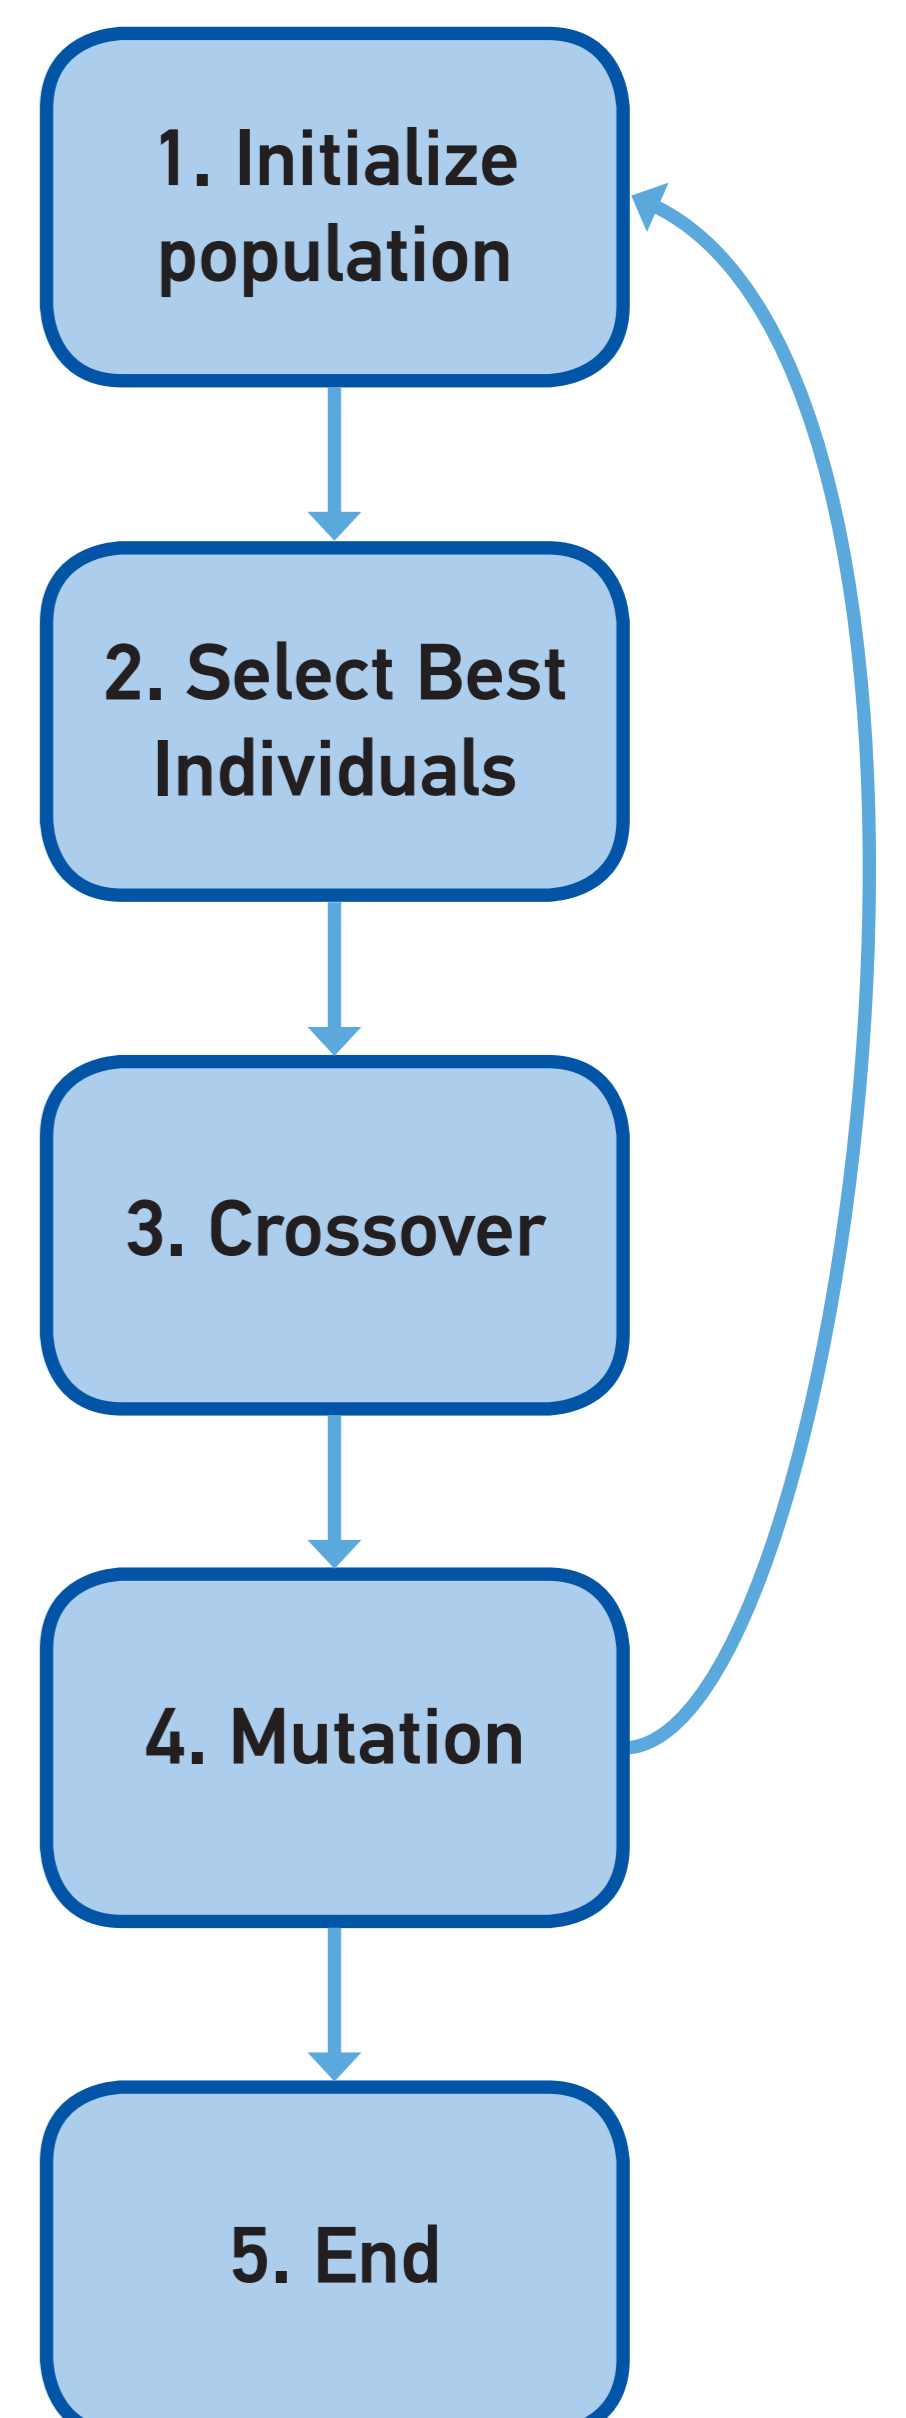 1. Initialize
population
2. Select Best
Individuals
3. Crossover
4. Mutation
5. End